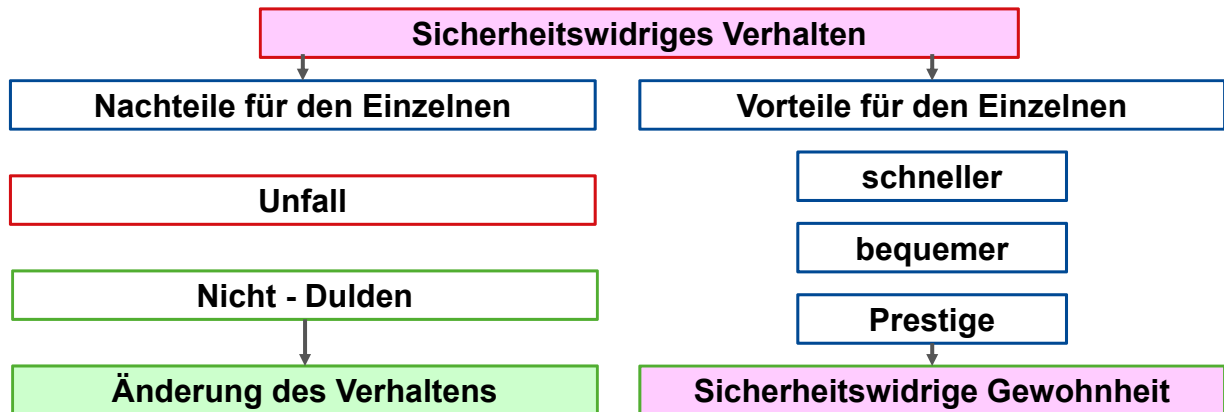 Sicherheitswidriges Verhalten
Nachteile für den Einzelnen
Vorteile für den Einzelnen
Unfall
schneller
bequemer
Nicht - Dulden
Prestige
Änderung des Verhaltens
Sicherheitswidrige Gewohnheit